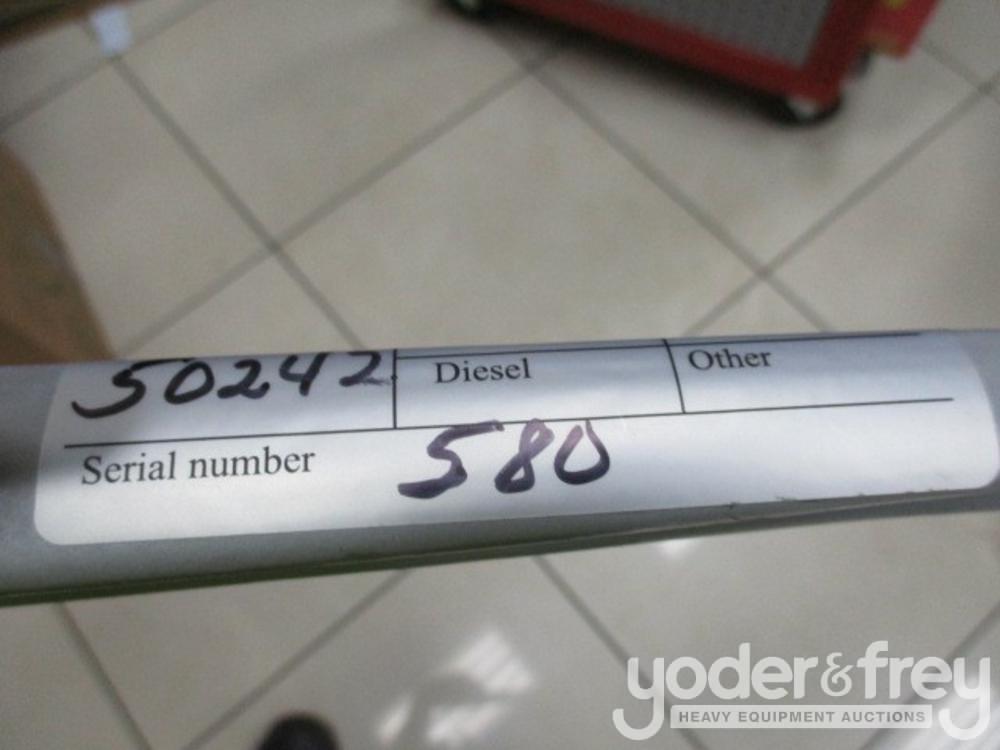 50242 Diesel Other
Serial number 580
yoder&frey
HEAVY EQUIPMENT AUCTIONS